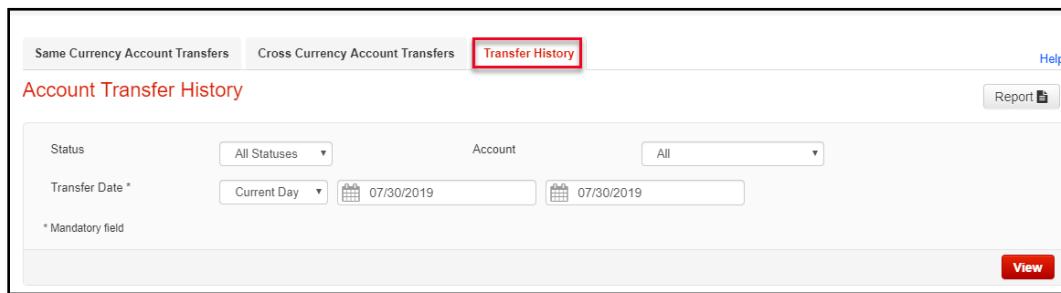 Same Currency Account Transfers Cross Currency Account Transfers Transfer History
Help
Account Transfer History
Report
Status All Statuses Account All
Transfer Date * Current Day 07/30/2019 07/30/2019
* Mandatory field
View